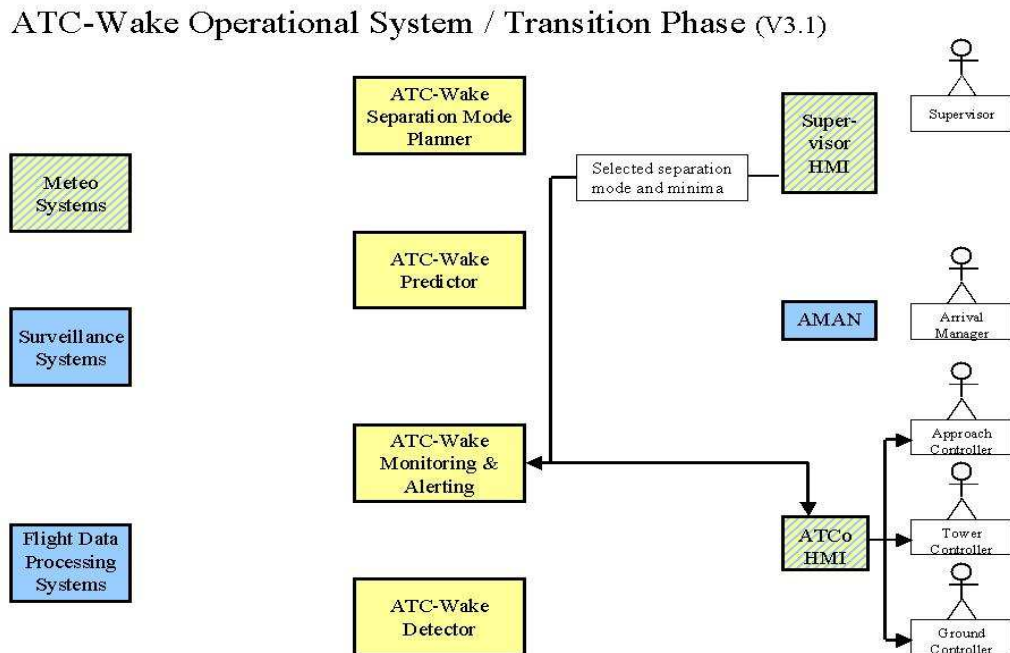 ATC-Wake Operational System / Transition Phase (V3.1)
ATC-Wake
Separation Mode
Planner
Super-
visor
HMI
Supervisor
Selected separation
mode and minima
Meteo
Systems
ATC-Wake
Predictor
AMAN
Arrival
Manager
Surveillance
Systems
Approach
Controller
ATC-Wake
Monitoring &
Alerting
ATCo
HMI
Tower
Controller
Flight Data
Processing
Systems
ATC-Wake
Detector
Ground
Controller